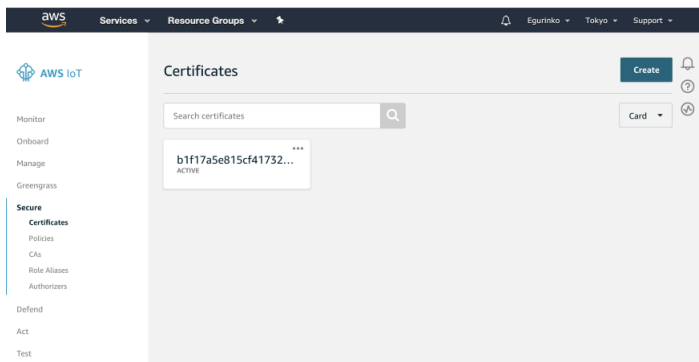 aws Services Resource Groups Egurinko Tokyo Support
AWS IoT
Monitor
Onboard
Manage
Greengrass
Secure
Certificates
Policies
CAs
Role Aliases
Authorizers
Defend
Act
Test
Certificates
Create
Search certificates
Card
•••
b1f17a5e815cf41732...
ACTIVE